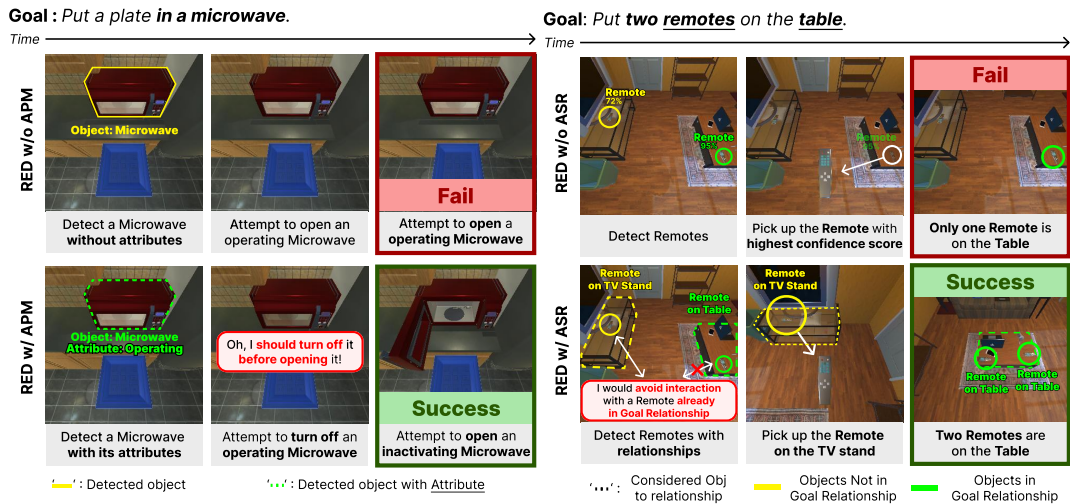 Goal : Put a plate in a microwave.
Time
RED w/o APM
Object: Microwave
Fail
Detect a Microwave
without attributes
Attempt to open an
operating Microwave
Attempt to open a
operating Microwave
RED w/ APM
Object: Microwave
Attribute: Operating
Oh, I should turn off it
before opening it!
Success
Detect a Microwave
with its attributes
Attempt to turn off an
operating Microwave
Attempt to open an
inactivating Microwave
' ' : Detected object
' ' : Detected object with Attribute
Goal: Put two remotes on the table.
Time
RED w/o ASR
Remote
72%
Remote
95%
Remote
95%
Fail
Detect Remotes
Pick up the Remote with
highest confidence score
Only one Remote is
on the Table
RED w/ ASR
Remote
on TV Stand
Remote
on Table
I would avoid interaction
with a Remote already
in Goal Relationship
Remote
on TV Stand
Success
Remote
on Table
Remote
on Table
Detect Remotes with
relationships
Pick up the Remote
on the TV stand
Two Remotes are
on the Table
' ' : Considered Obj
to relationship
Objects Not in
Goal Relationship
Objects in
Goal Relationship